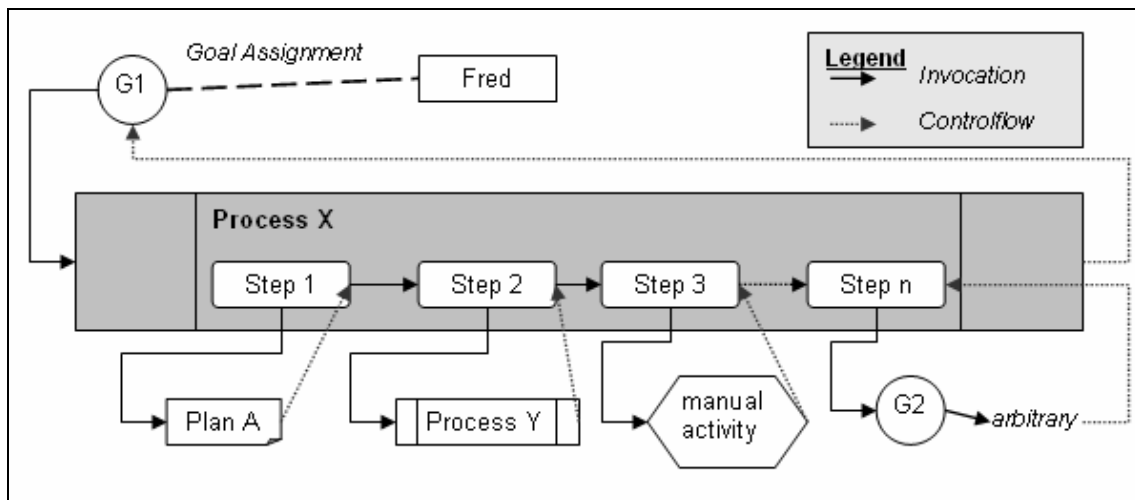 Goal Assignment
G1
Fred
Legend
Invocation
Controlflow
Process X
Step 1
Step 2
Step 3
Step n
Plan A
Process Y
manual
activity
G2
arbitrary